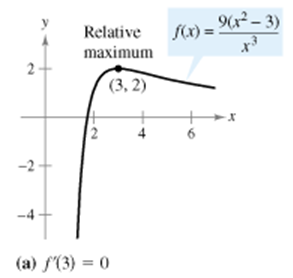 y
Relative
maximum
f(x) = 9(x² – 3)
x³
2
(3, 2)
x
2 4 6
–2
–4
(a) f′(3) = 0